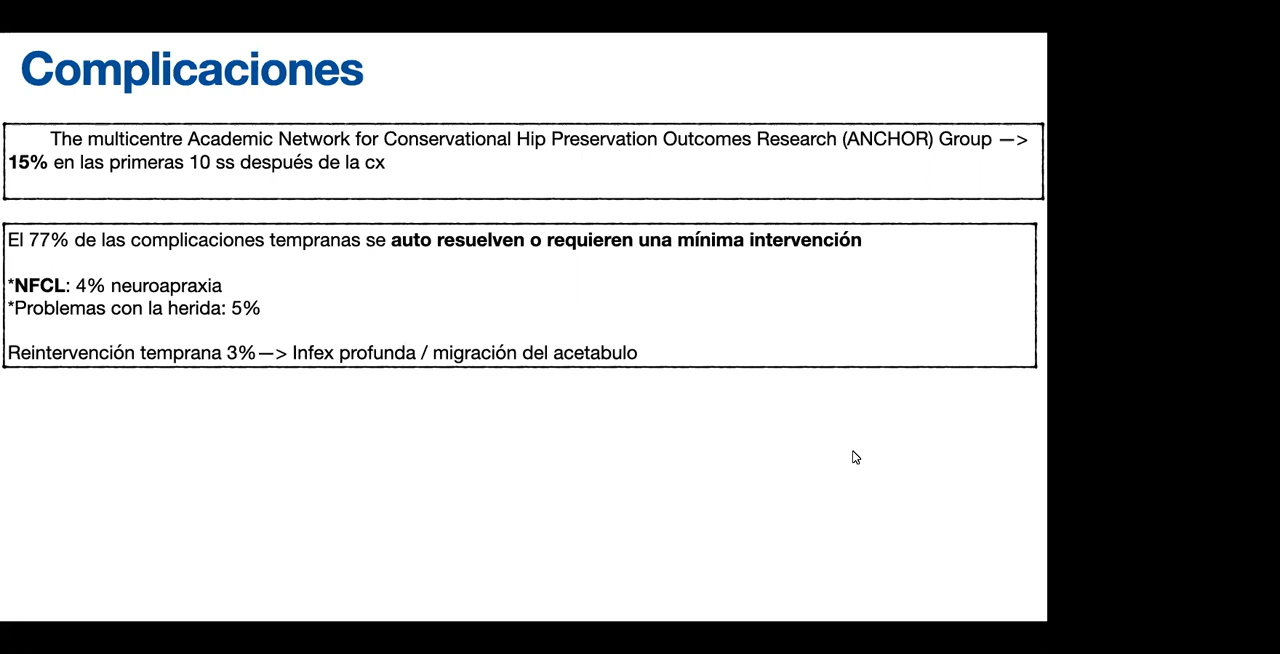 Complicaciones
The multicentre Academic Network for Conservational Hip Preservation Outcomes Research (ANCHOR) Group —>
15% en las primeras 10 ss después de la cx
El 77% de las complicaciones tempranas se auto resuelven o requieren una mínima intervención
*NFCL: 4% neuroapraxia
*Problemas con la herida: 5%
Reintervención temprana 3%—> Infex profunda / migración del acetabulo